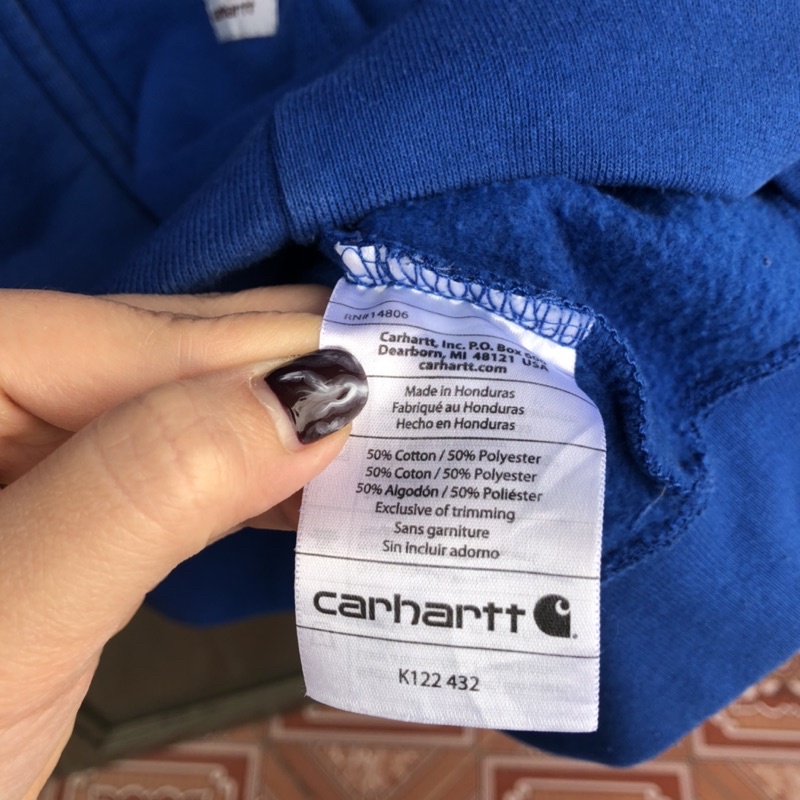 RN#14806
Carhartt, Inc. P.O. Box
Dearborn, MI 48121 USA
carhartt.com
Made in Honduras
Fabriqué au Honduras
Hecho en Honduras
50% Cotton / 50% Polyester
50% Coton / 50% Polyester
50% Algodón / 50% Poliéster
Exclusive of trimming
Sans garniture
Sin incluir adorno
carhartt
K122 432